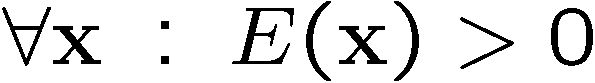 ∀x : E(x) > 0